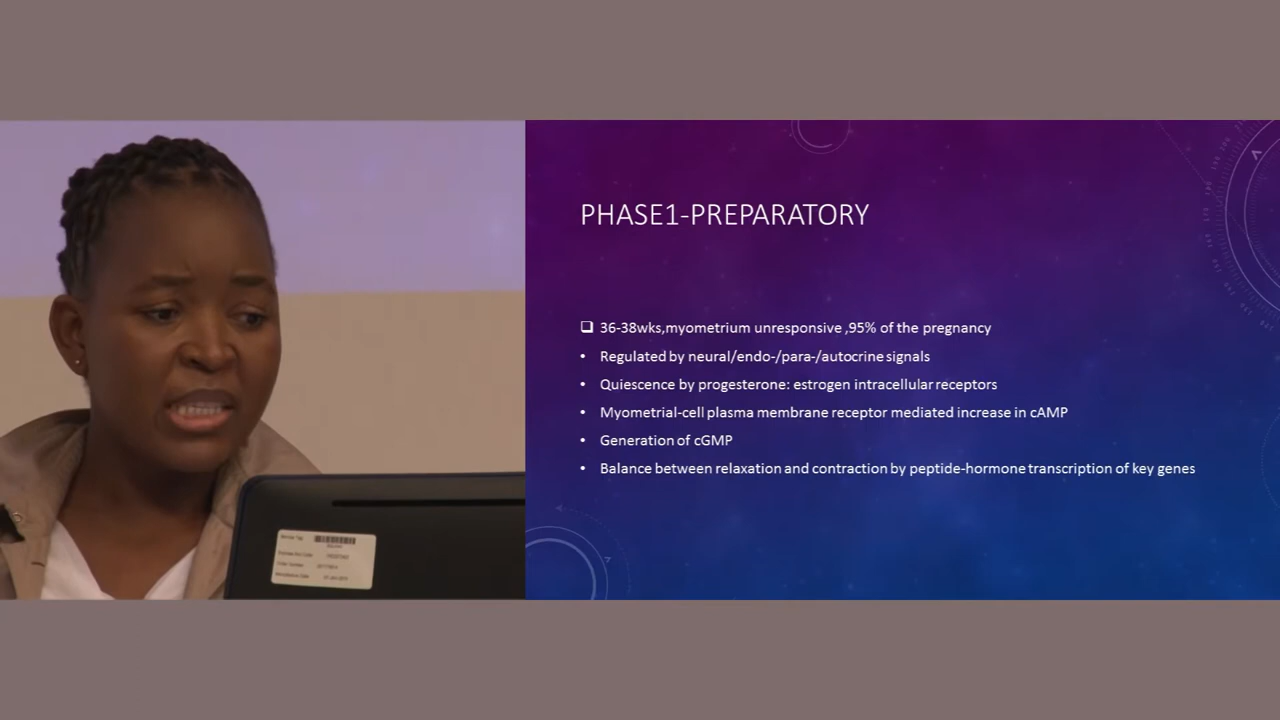 PHASE1-PREPARATORY
36-38wks,myometrium unresponsive ,95% of the pregnancy
• Regulated by neural/endo-/para-/autocrine signals
• Quiescence by progesterone: estrogen intracellular receptors
• Myometrial-cell plasma membrane receptor mediated increase in cAMP
• Generation of cGMP
• Balance between relaxation and contraction by peptide-hormone transcription of key genes
Service Tag